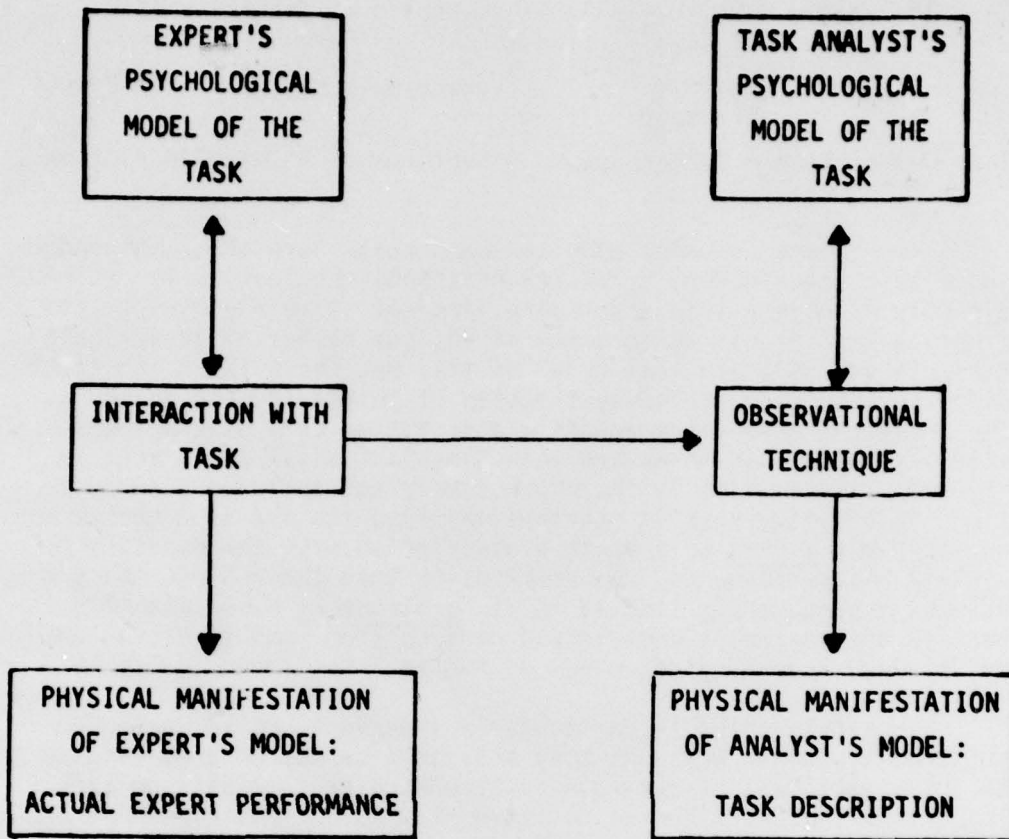 EXPERT'S
PSYCHOLOGICAL
MODEL OF THE
TASK
TASK ANALYST'S
PSYCHOLOGICAL
MODEL OF THE
TASK
INTERACTION WITH
TASK
OBSERVATIONAL
TECHNIQUE
PHYSICAL MANIFESTATION
OF EXPERT'S MODEL:
ACTUAL EXPERT PERFORMANCE
PHYSICAL MANIFESTATION
OF ANALYST'S MODEL:
TASK DESCRIPTION